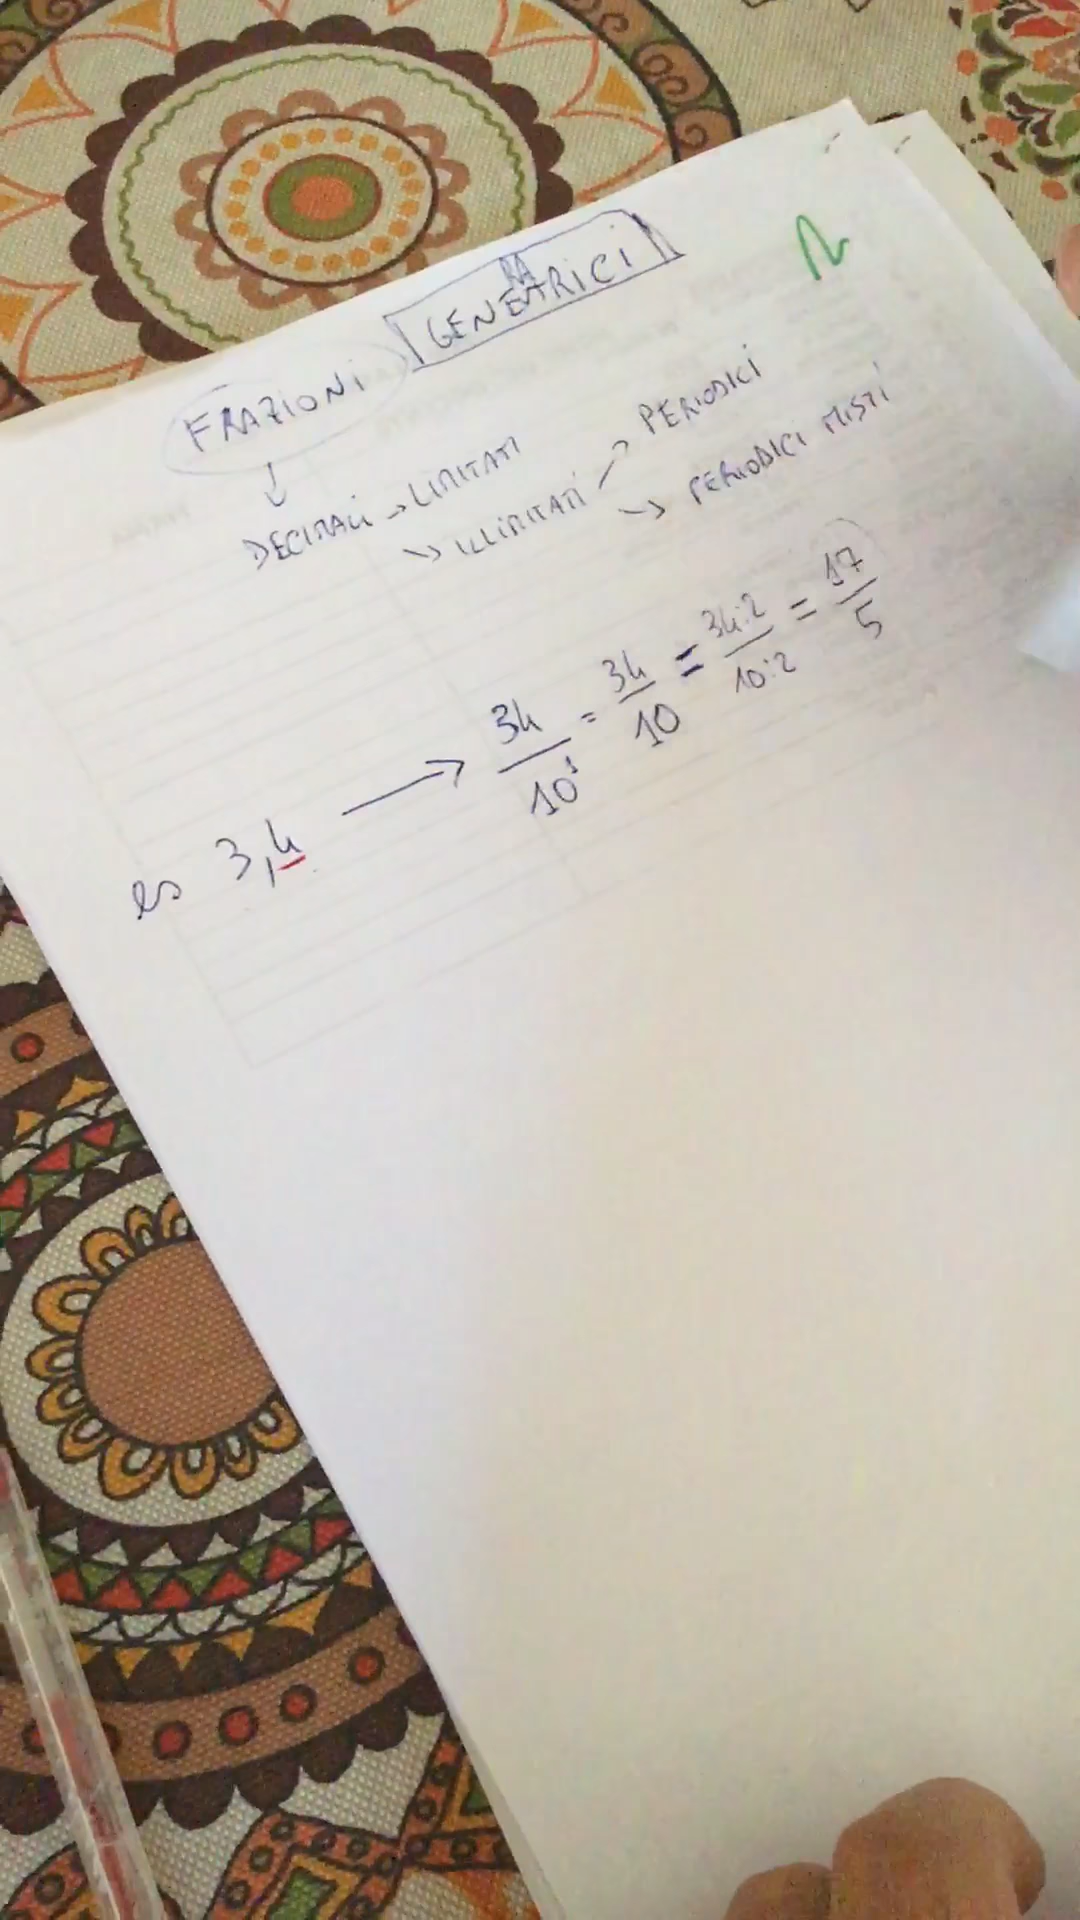 FRAZIONI GENERATRICI
DECIMALI → LIMITATI
→ ILLIMITATI → PERIODICI
→ PERIODICI MISTI
es 3,4 → 34/10¹ = 34/10 = 34:2/10:2 = 17/5